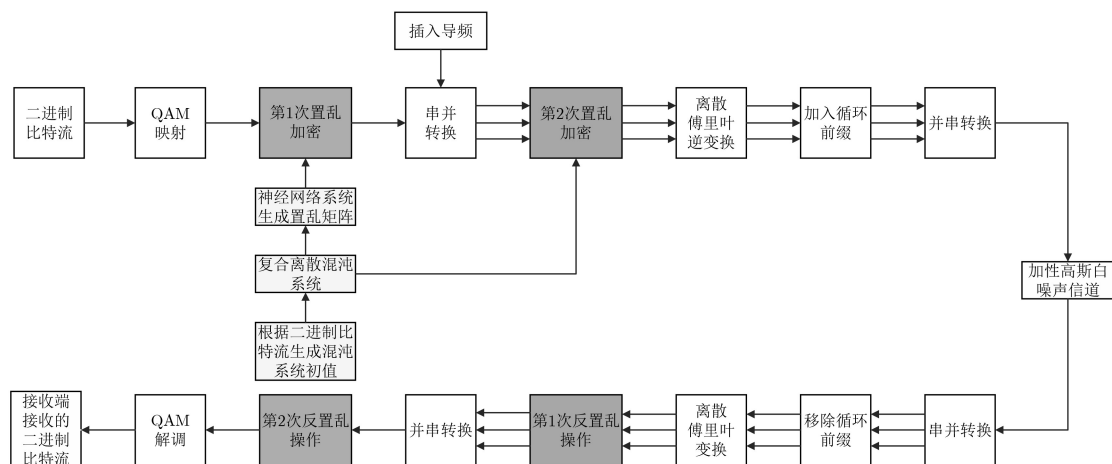 插入导频
二进制
比特流
QAM
映射
第1次置乱
加密
串并
转换
第2次置乱
加密
离散
傅里叶
逆变换
加入循环
前缀
并串转换
神经网络系统
生成置乱矩阵
复合离散混沌
系统
根据二进制比
特流生成混沌
系统初值
加性高斯白
噪声信道
接收端
接收的
二进制
比特流
QAM
解调
第2次反置乱
操作
并串转换
第1次反置乱
操作
离散
傅里叶
变换
移除循环
前缀
串并转换